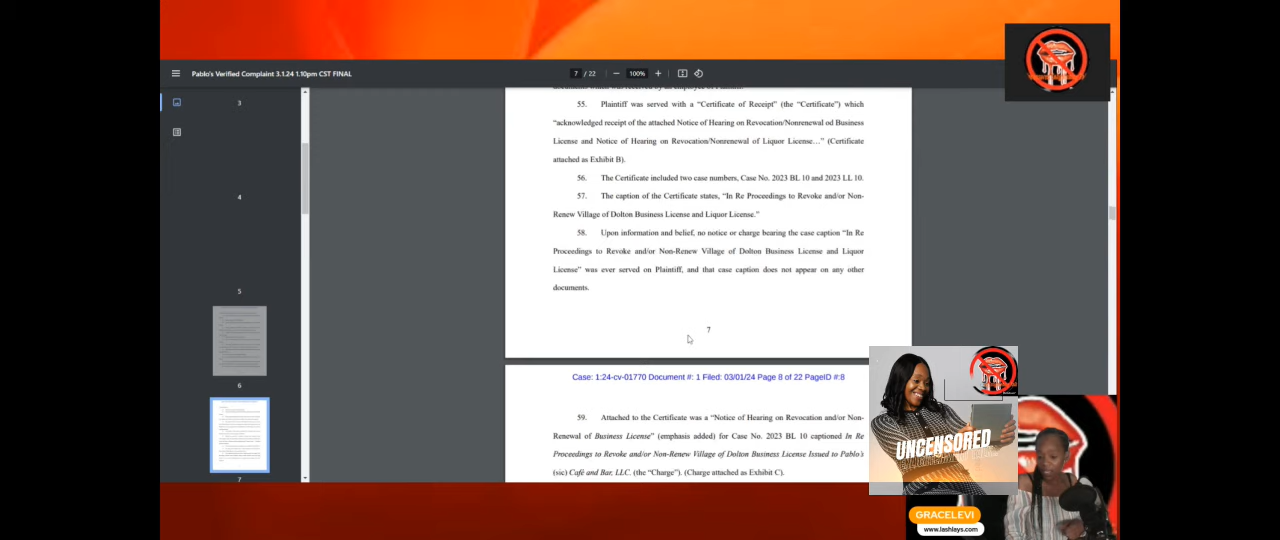 Pablo's Verified Complaint 3.1.24 1.10pm CST FINAL
7 / 22
100%
3
4
5
6
7
55. Plaintiff was served with a “Certificate of Receipt” (the “Certificate”) which
“acknowledged receipt of the attached Notice of Hearing on Revocation/Nonrenewal od Business
License and Notice of Hearing on Revocation/Nonrenewal of Liquor License…” (Certificate
attached as Exhibit B).
56. The Certificate included two case numbers, Case No. 2023 BL 10 and 2023 LL 10.
57. The caption of the Certificate states, “In Re Proceedings to Revoke and/or Non-
Renew Village of Dolton Business License and Liquor License.”
58. Upon information and belief, no notice or charge bearing the case caption “In Re
Proceedings to Revoke and/or Non-Renew Village of Dolton Business License and Liquor
License” was ever served on Plaintiff, and that case caption does not appear on any other
documents.
7
Case: 1:24-cv-01770 Document #: 1 Filed: 03/01/24 Page 8 of 22 PageID #:8
59. Attached to the Certificate was a “Notice of Hearing on Revocation and/or Non-
Renewal of Business License” (emphasis added) for Case No. 2023 BL 10 captioned In Re
Proceedings to Revoke and/or Non-Renew Village of Dolton Business License Issued to Pablo’s
(sic) Café and Bar, LLC. (the “Charge”). (Charge attached as Exhibit C).
UNCENSORED
GRACELEVI
www.lashlays.com